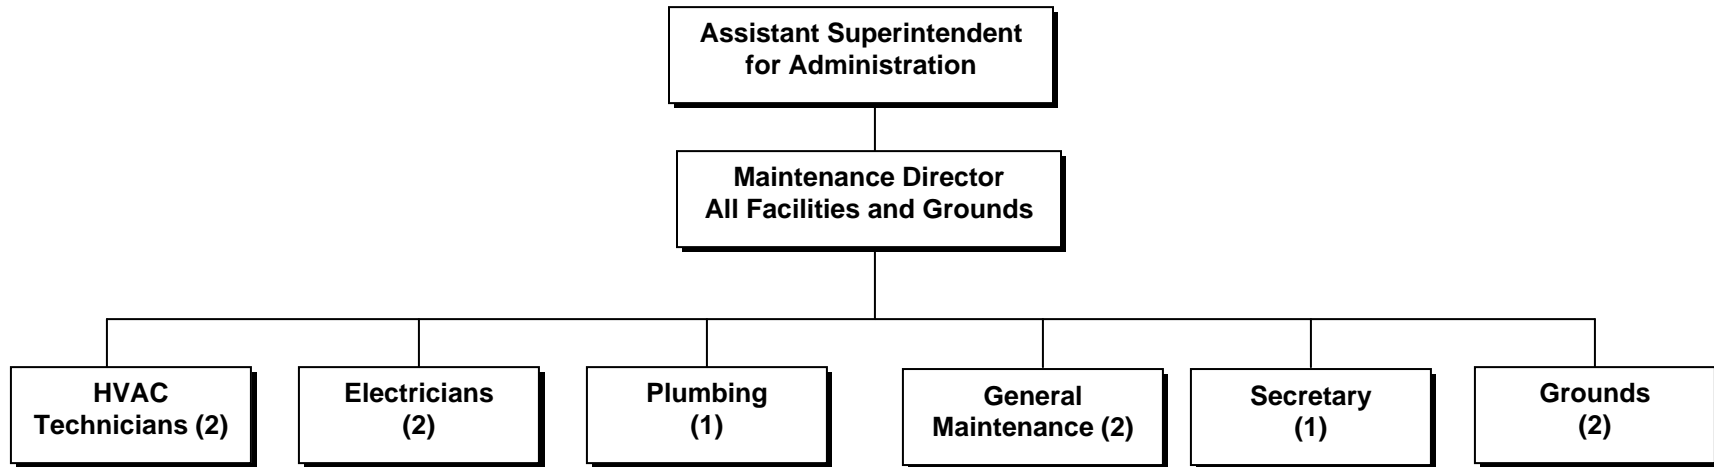 Assistant Superintendent
for Administration
Maintenance Director
All Facilities and Grounds
HVAC
Technicians (2)
Electricians
(2)
Plumbing
(1)
General
Maintenance (2)
Secretary
(1)
Grounds
(2)